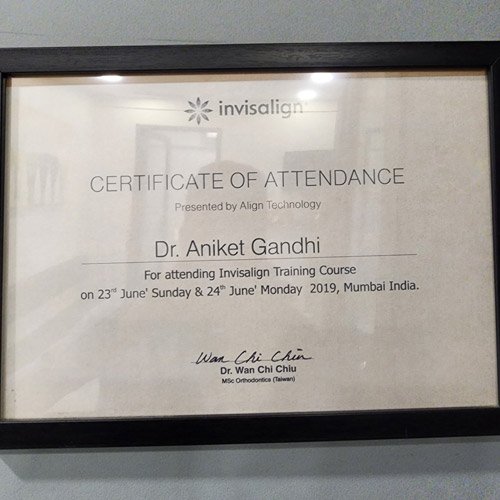 invisalign
CERTIFICATE OF ATTENDANCE
Presented by Align Technology
Dr. Aniket Gandhi
For attending Invisalign Training Course
on 23rd June' Sunday & 24th June' Monday 2019, Mumbai India.
Wan Chi Chiu
Dr. Wan Chi Chiu
MSc Orthodontics (Taiwan)